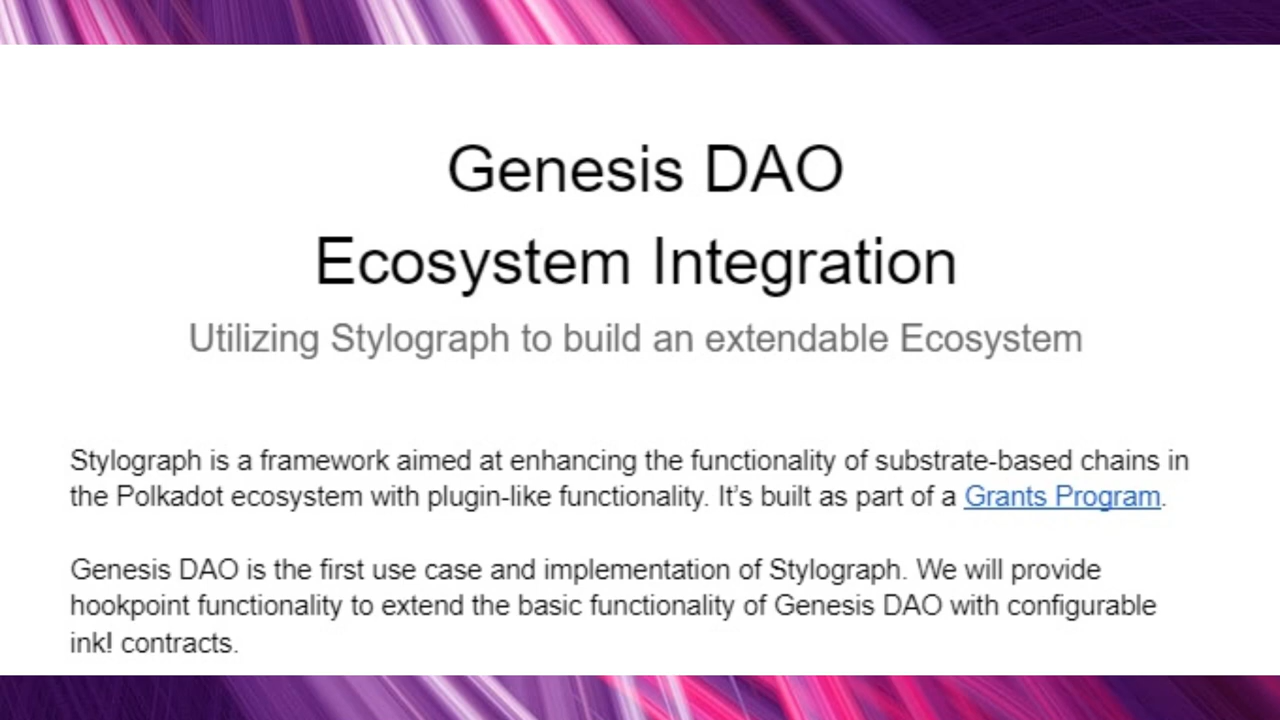 Genesis DAO
Ecosystem Integration
Utilizing Stylograph to build an extendable Ecosystem
Stylograph is a framework aimed at enhancing the functionality of substrate-based chains in
the Polkadot ecosystem with plugin-like functionality. It’s built as part of a Grants Program.
Genesis DAO is the first use case and implementation of Stylograph. We will provide
hookpoint functionality to extend the basic functionality of Genesis DAO with configurable
ink! contracts.